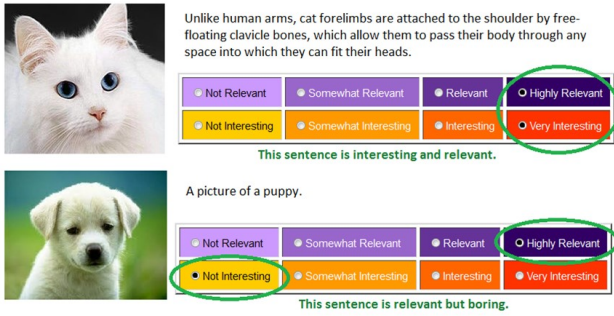 Unlike human arms, cat forelimbs are attached to the shoulder by free-
floating clavicle bones, which allow them to pass their body through any
space into which they can fit their heads.
Not Relevant Somewhat Relevant Relevant Highly Relevant
Not Interesting Somewhat Interesting Interesting Very Interesting
This sentence is interesting and relevant.
A picture of a puppy.
Not Relevant Somewhat Relevant Relevant Highly Relevant
Not Interesting Somewhat Interesting Interesting Very Interesting
This sentence is relevant but boring.